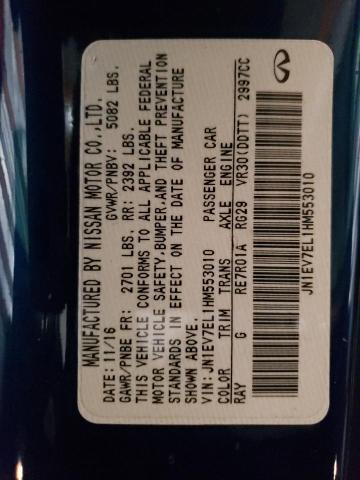 MANUFACTURED BY NISSAN MOTOR CO.,LTD.
DATE: 11/16 GVWR/PNBV: 5082 LBS.
GAWR/PNBE FR: 2701 LBS. RR: 2392 LBS.
THIS VEHICLE CONFORMS TO ALL APPLICABLE FEDERAL
MOTOR VEHICLE SAFETY,BUMPER,AND THEFT PREVENTION
STANDARDS IN EFFECT ON THE DATE OF MANUFACTURE
SHOWN ABOVE.
VIN: JN1EV7EL1HM553010 PASSENGER CAR
COLOR TRIM TRANS AXLE ENGINE
RAY G RE7R01A RG29 VR30(DDTT) 2997CC
JN1EV7EL1HM553010